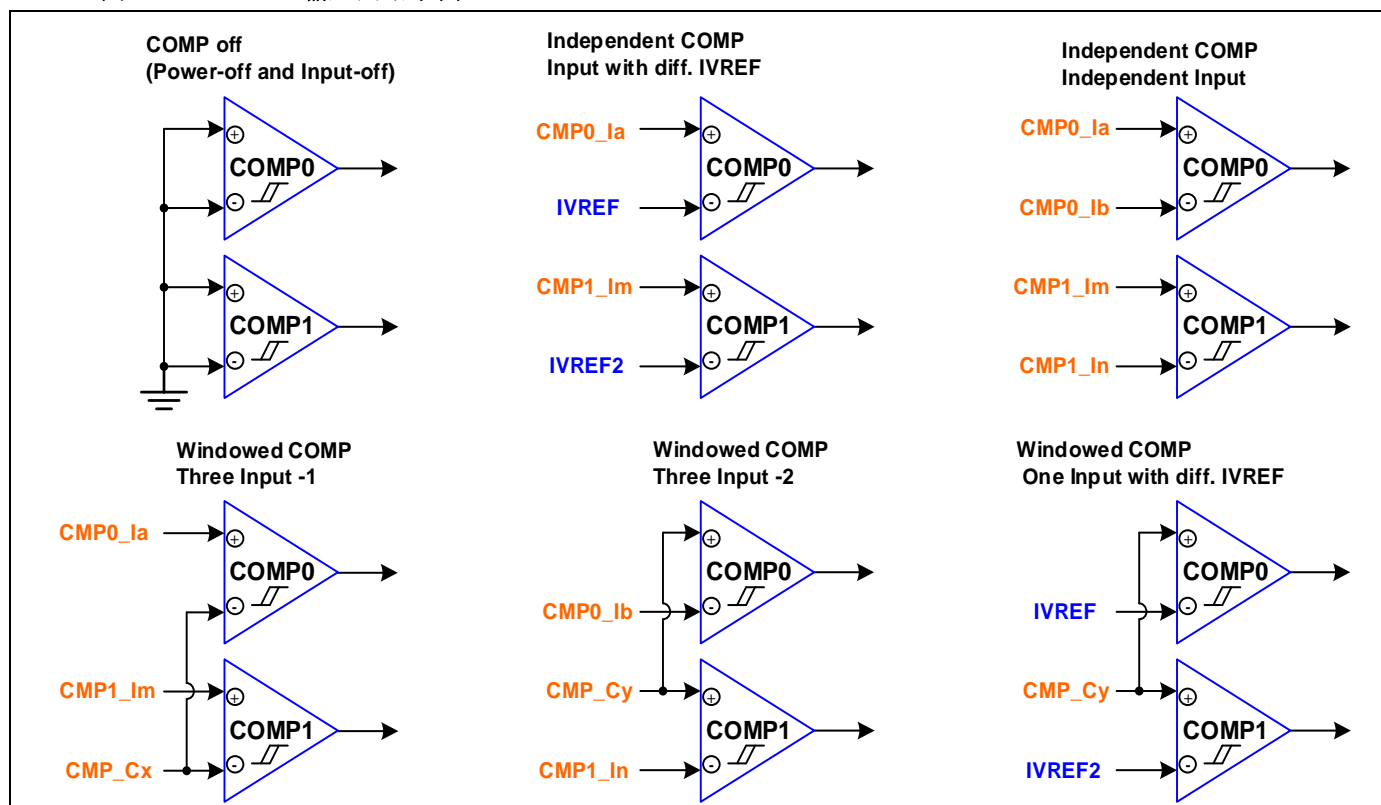 COMP off
(Power-off and Input-off)
COMP0
COMP1
Independent COMP
Input with diff. IVREF
CMP0_Ia
IVREF
COMP0
CMP1_Im
IVREF2
COMP1
Independent COMP
Independent Input
CMP0_Ia
CMP0_Ib
COMP0
CMP1_Im
CMP1_In
COMP1
Windowed COMP
Three Input -1
CMP0_Ia
COMP0
CMP1_Im
CMP_Cx
COMP1
Windowed COMP
Three Input -2
COMP0
CMP0_Ib
CMP_Cy
COMP1
CMP1_In
Windowed COMP
One Input with diff. IVREF
COMP0
IVREF
CMP_Cy
COMP1
IVREF2